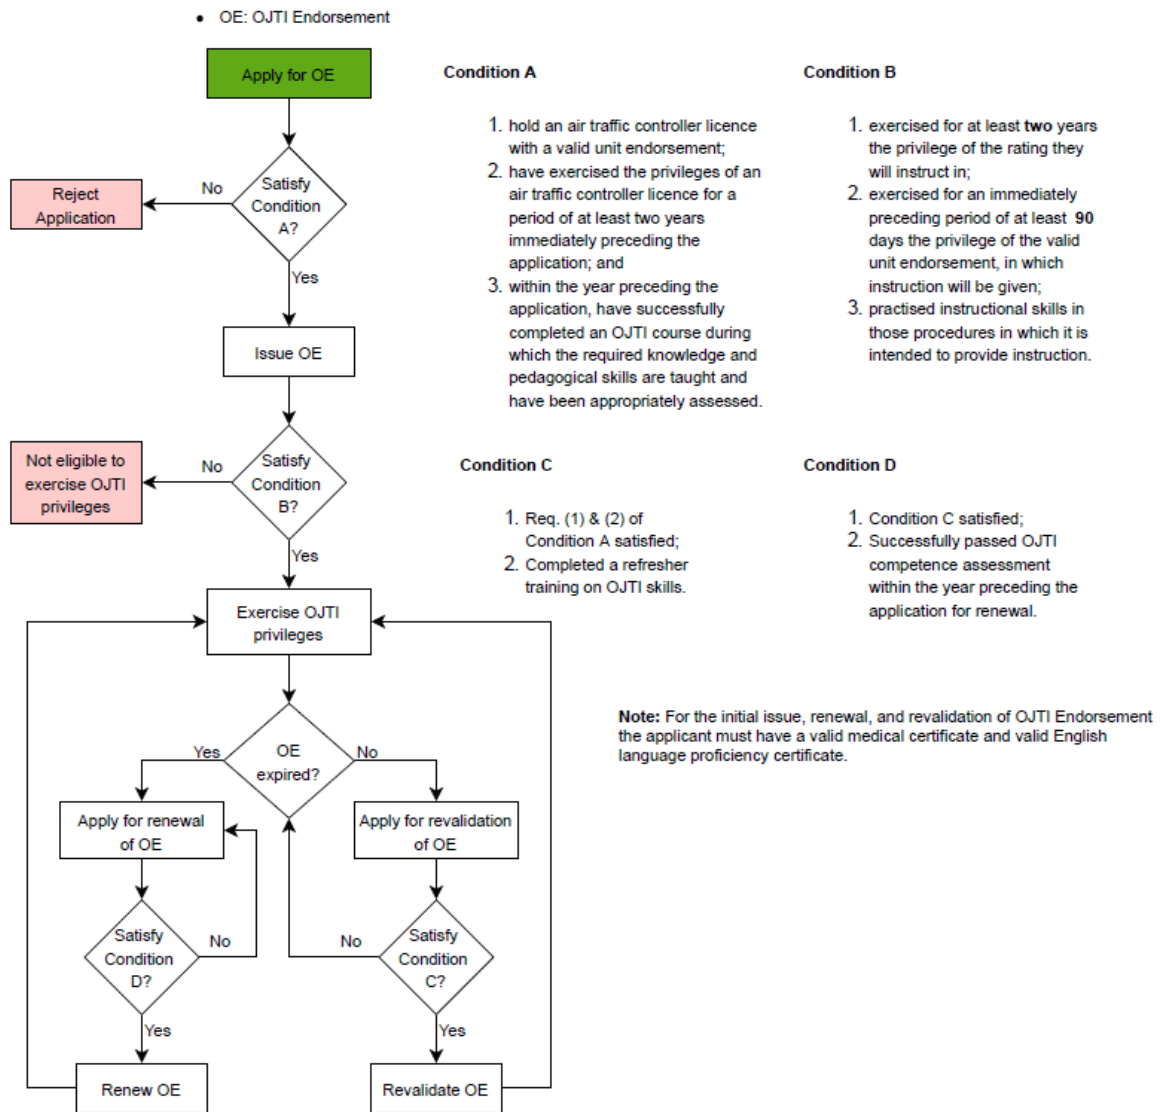 • OE: OJTI Endorsement
Apply for OE
Satisfy
Condition
A?
No
Reject
Application
Yes
Issue OE
Satisfy
Condition
B?
No
Not eligible to
exercise OJTI
privileges
Yes
Exercise OJTI
privileges
OE
expired?
Yes
No
Apply for renewal
of OE
Apply for revalidation
of OE
Satisfy
Condition
D?
No
No
Satisfy
Condition
C?
Yes
Yes
Renew OE
Revalidate OE
Condition A
1. hold an air traffic controller licence
with a valid unit endorsement;
2. have exercised the privileges of an
air traffic controller licence for a
period of at least two years
immediately preceding the
application; and
3. within the year preceding the
application, have successfully
completed an OJTI course during
which the required knowledge and
pedagogical skills are taught and
have been appropriately assessed.
Condition B
1. exercised for at least two years
the privilege of the rating they
will instruct in;
2. exercised for an immediately
preceding period of at least 90
days the privilege of the valid
unit endorsement, in which
instruction will be given;
3. practised instructional skills in
those procedures in which it is
intended to provide instruction.
Condition C
1. Req. (1) & (2) of
Condition A satisfied;
2. Completed a refresher
training on OJTI skills.
Condition D
1. Condition C satisfied;
2. Successfully passed OJTI
competence assessment
within the year preceding the
application for renewal.
Note: For the initial issue, renewal, and revalidation of OJTI Endorsement
the applicant must have a valid medical certificate and valid English
language proficiency certificate.